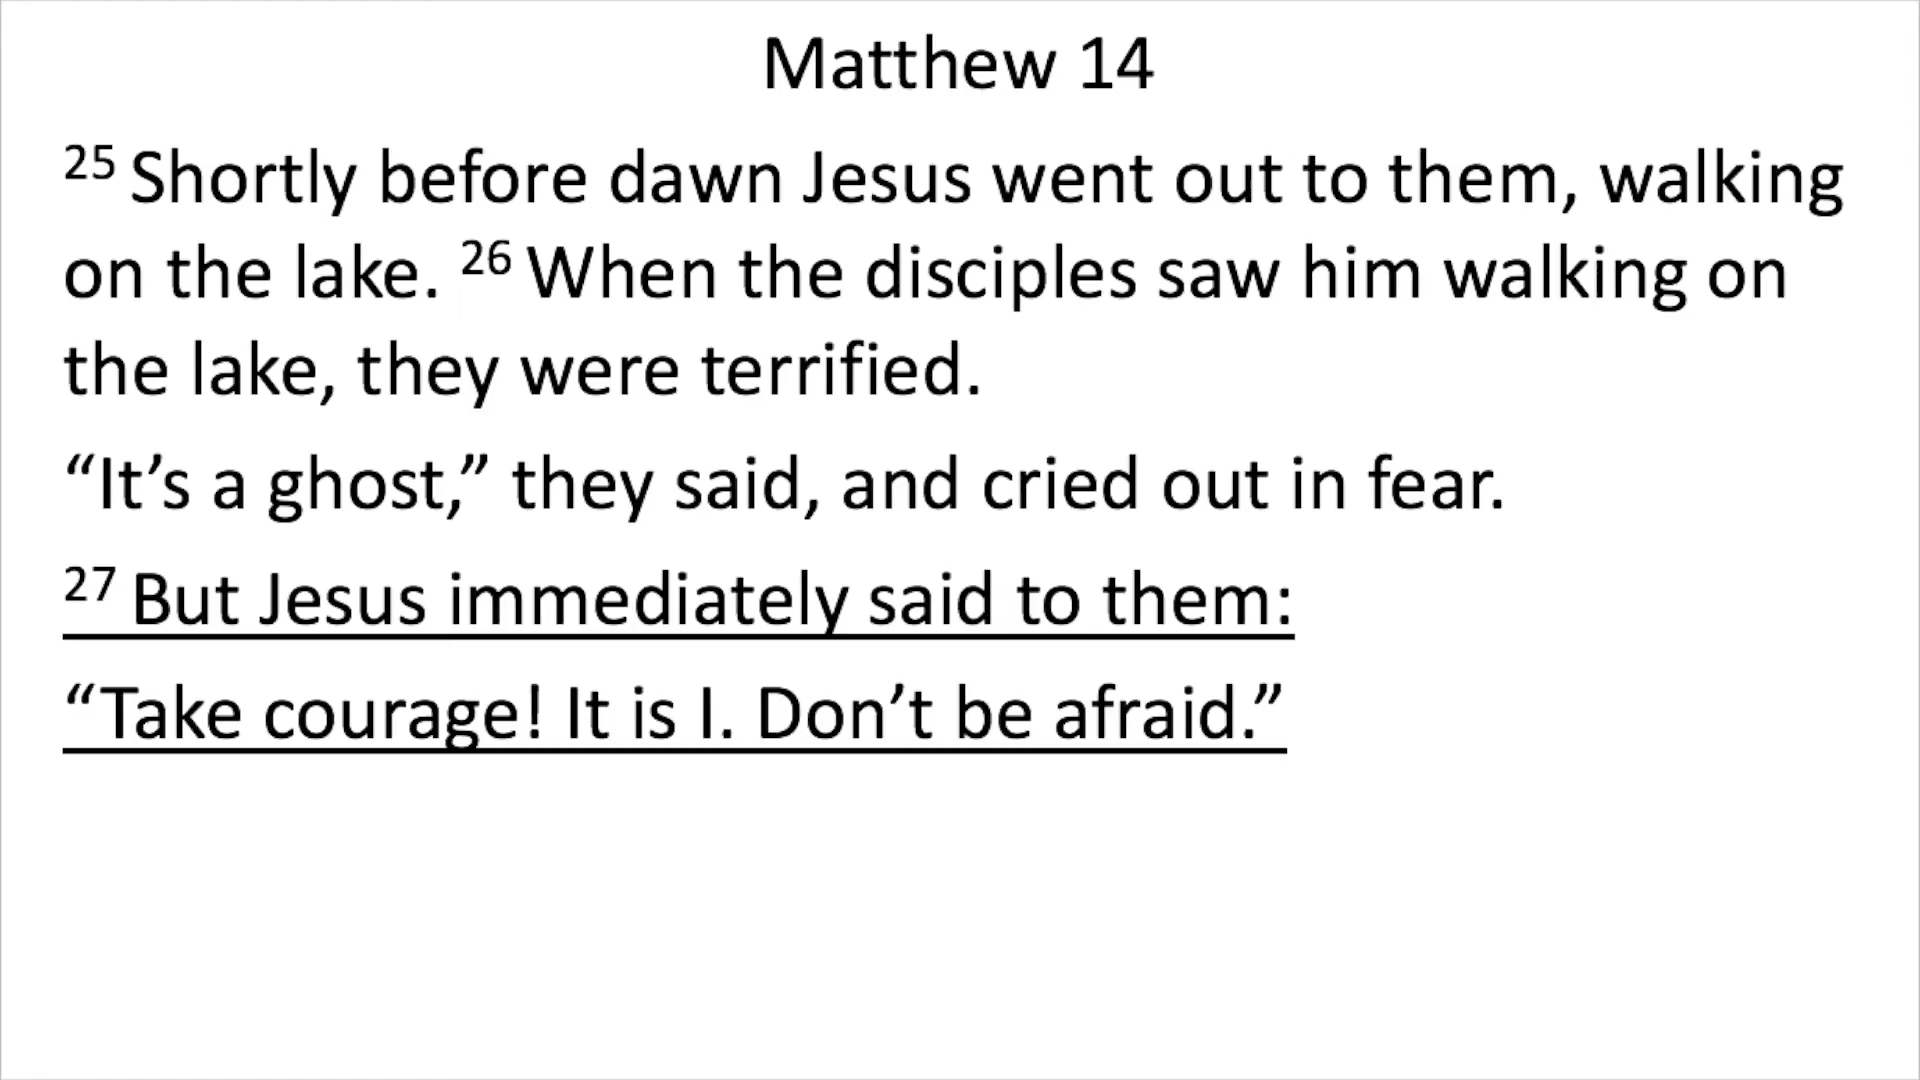 Matthew 14
25 Shortly before dawn Jesus went out to them, walking
on the lake. 26 When the disciples saw him walking on
the lake, they were terrified.
“It’s a ghost,” they said, and cried out in fear.
27 But Jesus immediately said to them:
“Take courage! It is I. Don’t be afraid.”